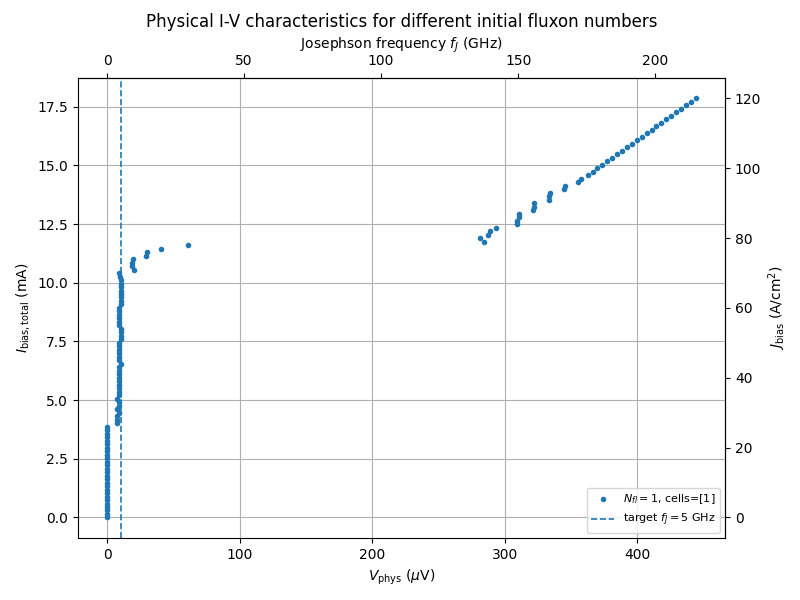 Physical I-V characteristics for different initial fluxon numbers
Josephson frequency f_J (GHz)
0 50 100 150 200
17.5
15.0
12.5
10.0
7.5
5.0
2.5
0.0
I_bias, total (mA)
120
100
80
60
40
20
0
J_bias (A/cm²)
N_fl = 1, cells=[1]
target f_J = 5 GHz
0 100 200 300 400
V_phys (μV)